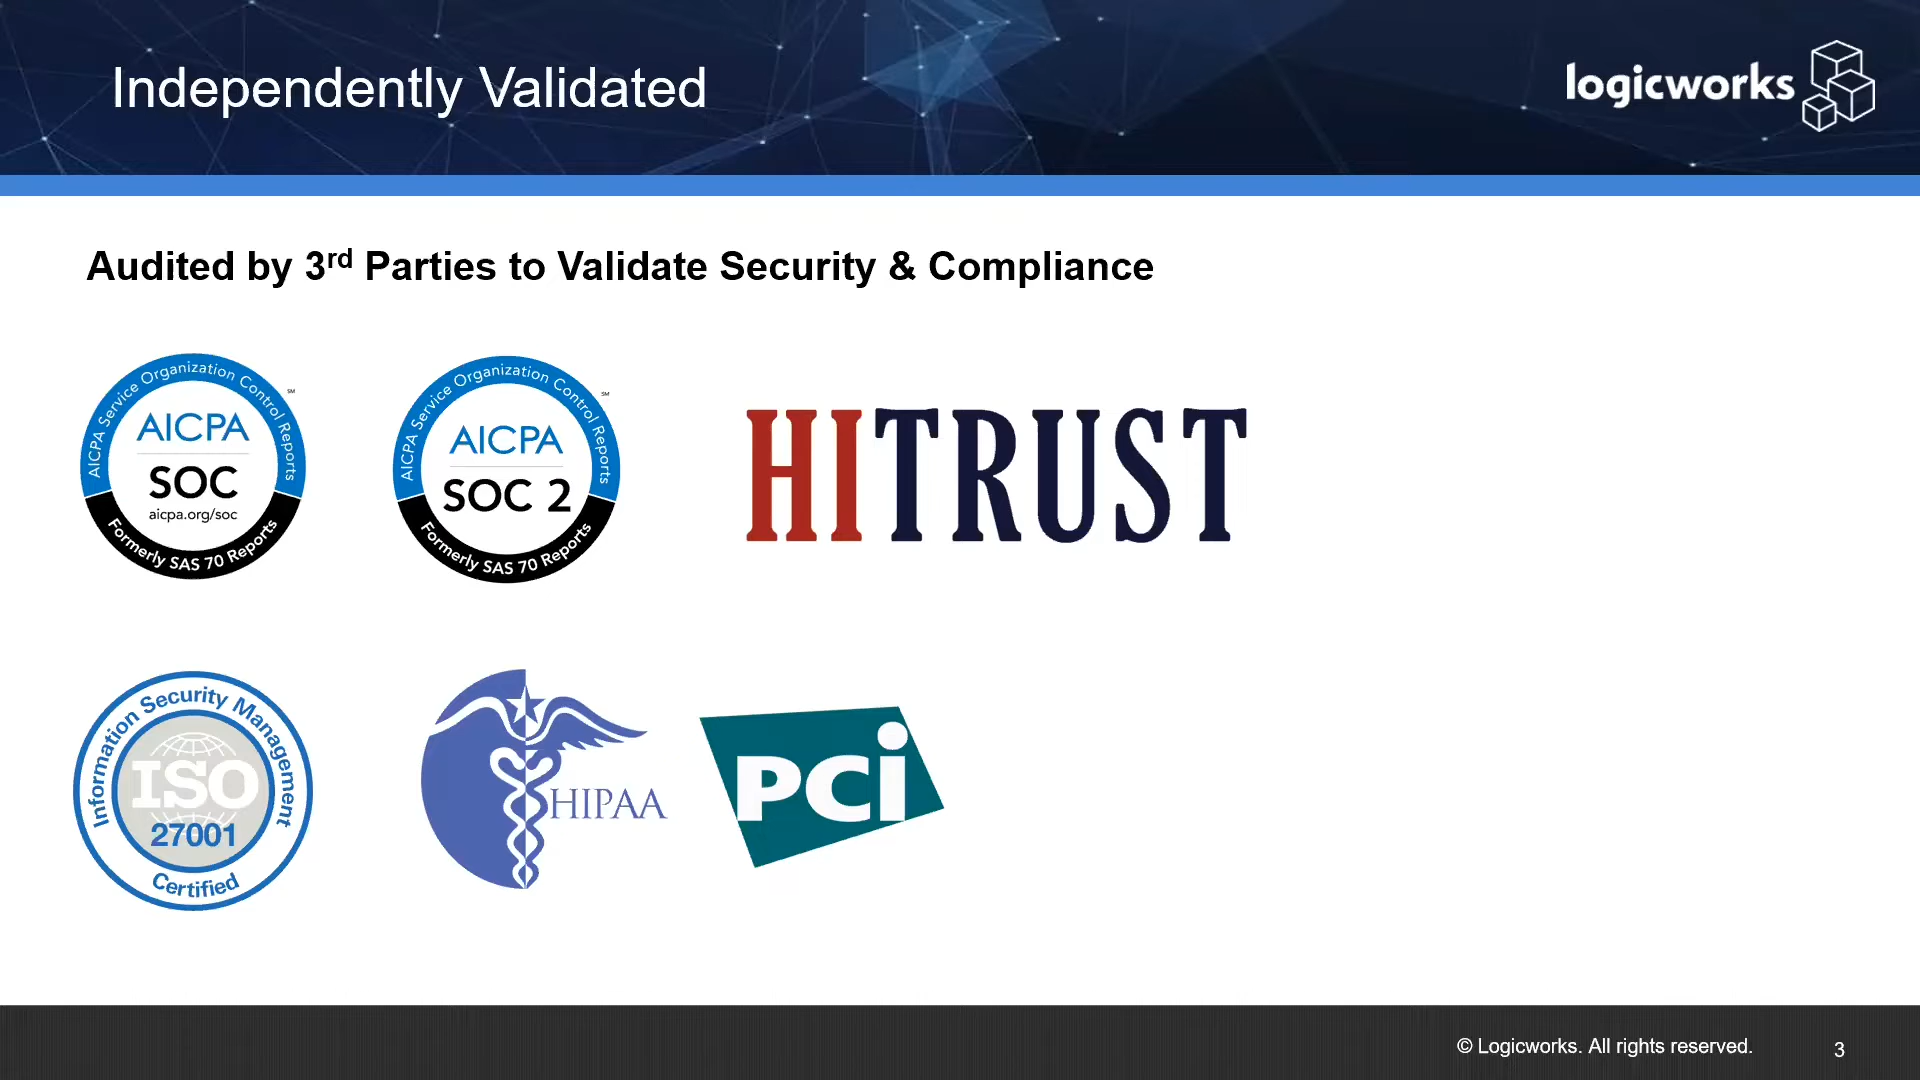 Independently Validated
logicworks
Audited by 3rd Parties to Validate Security & Compliance
AICPA Service Organization Control Reports
SM
AICPA
SOC
aicpa.org/soc
Formerly SAS 70 Reports
AICPA Service Organization Control Reports
SM
AICPA
SOC 2
Formerly SAS 70 Reports
HITRUST
Information Security Management
ISO
27001
Certified
HIPAA
PCi
© Logicworks. All rights reserved.
3